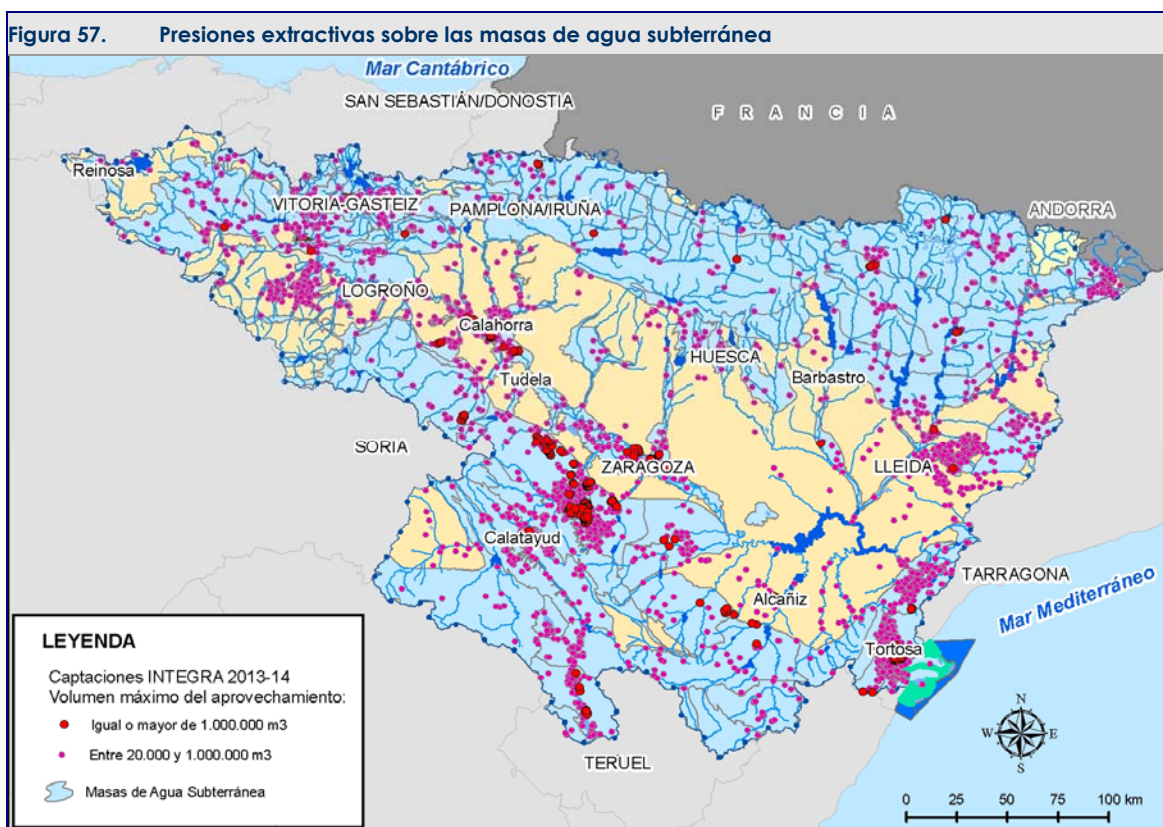 Figura 57. Presiones extractivas sobre las masas de agua subterránea
Mar Cantábrico
SAN SEBASTIÁN/DONOSTIA
F R A N C I A
Reinosa
VITORIA-GASTEIZ
PAMPLONA/IRUÑA
ANDORRA
LOGROÑO
Calahorra
HUESCA
Barbastro
Tudela
SORIA
ZARAGOZA
LLEIDA
Calatayud
TARRAGONA
Alcañiz
Mar Mediterráneo
Tortosa
TERUEL
LEYENDA
Captaciones INTEGRA 2013-14
Volumen máximo del aprovechamiento:
Igual o mayor de 1.000.000 m3
Entre 20.000 y 1.000.000 m3
Masas de Agua Subterránea
N
W E
S
0 25 50 75 100 km